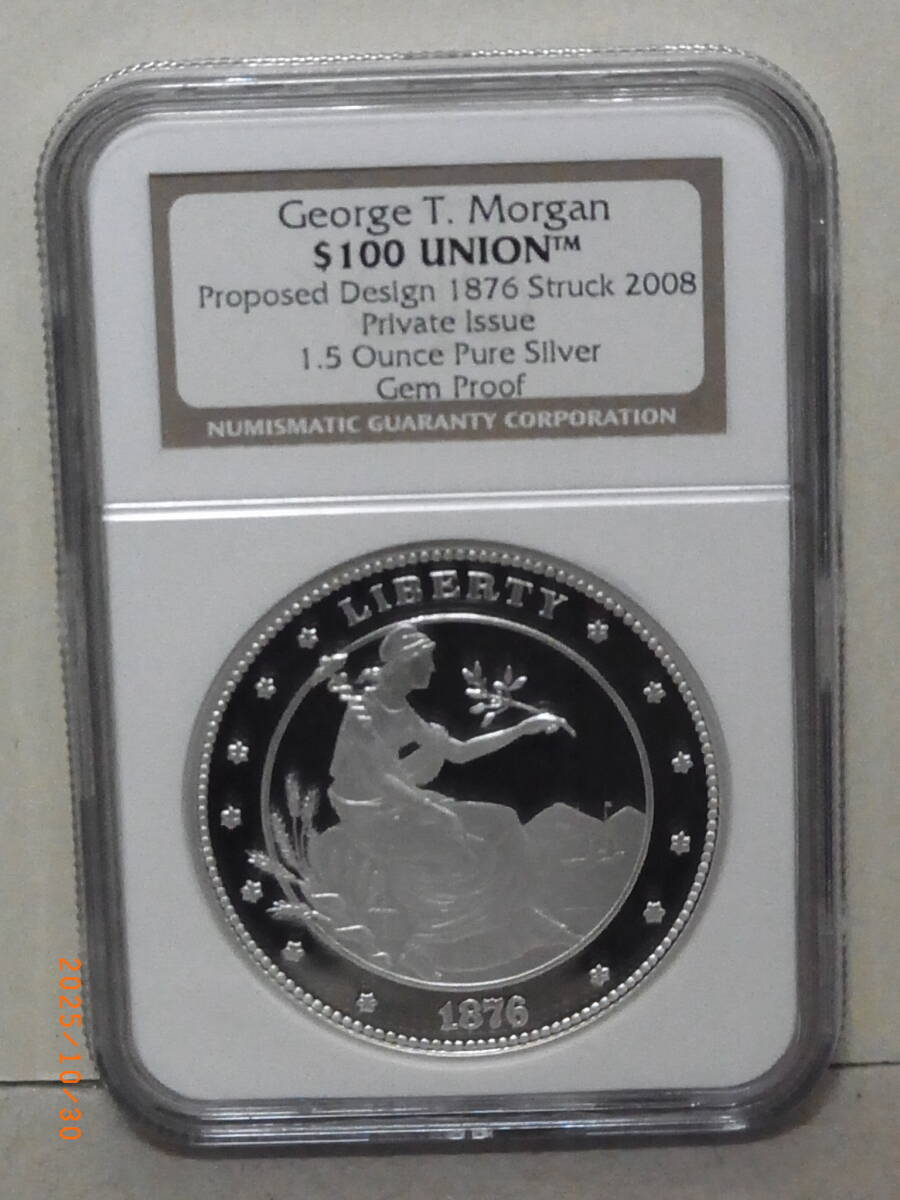 George T. Morgan
$100 UNION™
Proposed Design 1876 Struck 2008
Private Issue
1.5 Ounce Pure Silver
Gem Proof
NUMISMATIC GUARANTY CORPORATION
LIBERTY
1876
2025/10/30